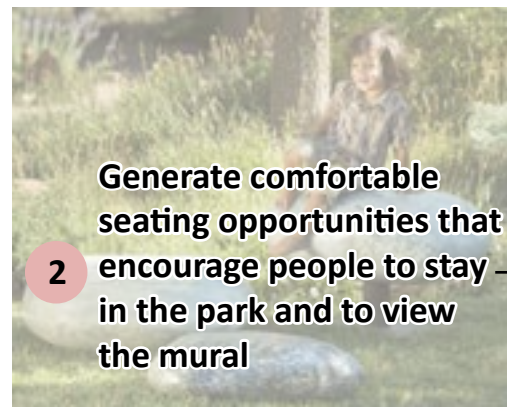 Generate comfortable
seating opportunities that
2 encourage people to stay
in the park and to view
the mural